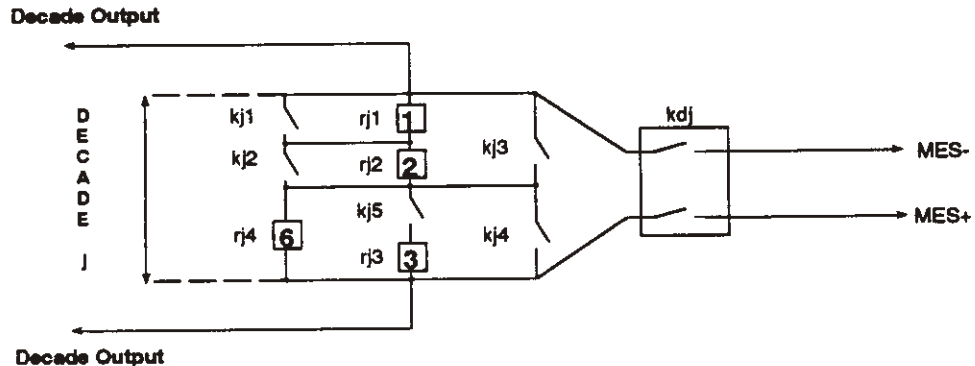 Decade Output
DECADE J
kj1
rj1
1
kj2
rj2
2
kj3
kdj
MES-
MES+
kj5
rj4
6
rj3
3
kj4
Decade Output